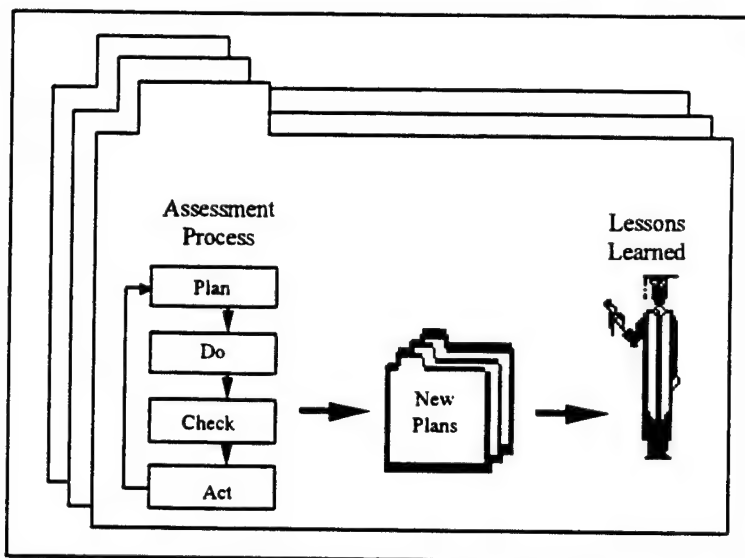 Assessment
Process
Plan
Do
Check
Act
New
Plans
Lessons
Learned